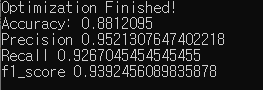 Optimization Finished!
Accuracy: 0.8812095
Precision 0.9521307647402218
Recall 0.9267045454545455
f1_score 0.9392456089835878